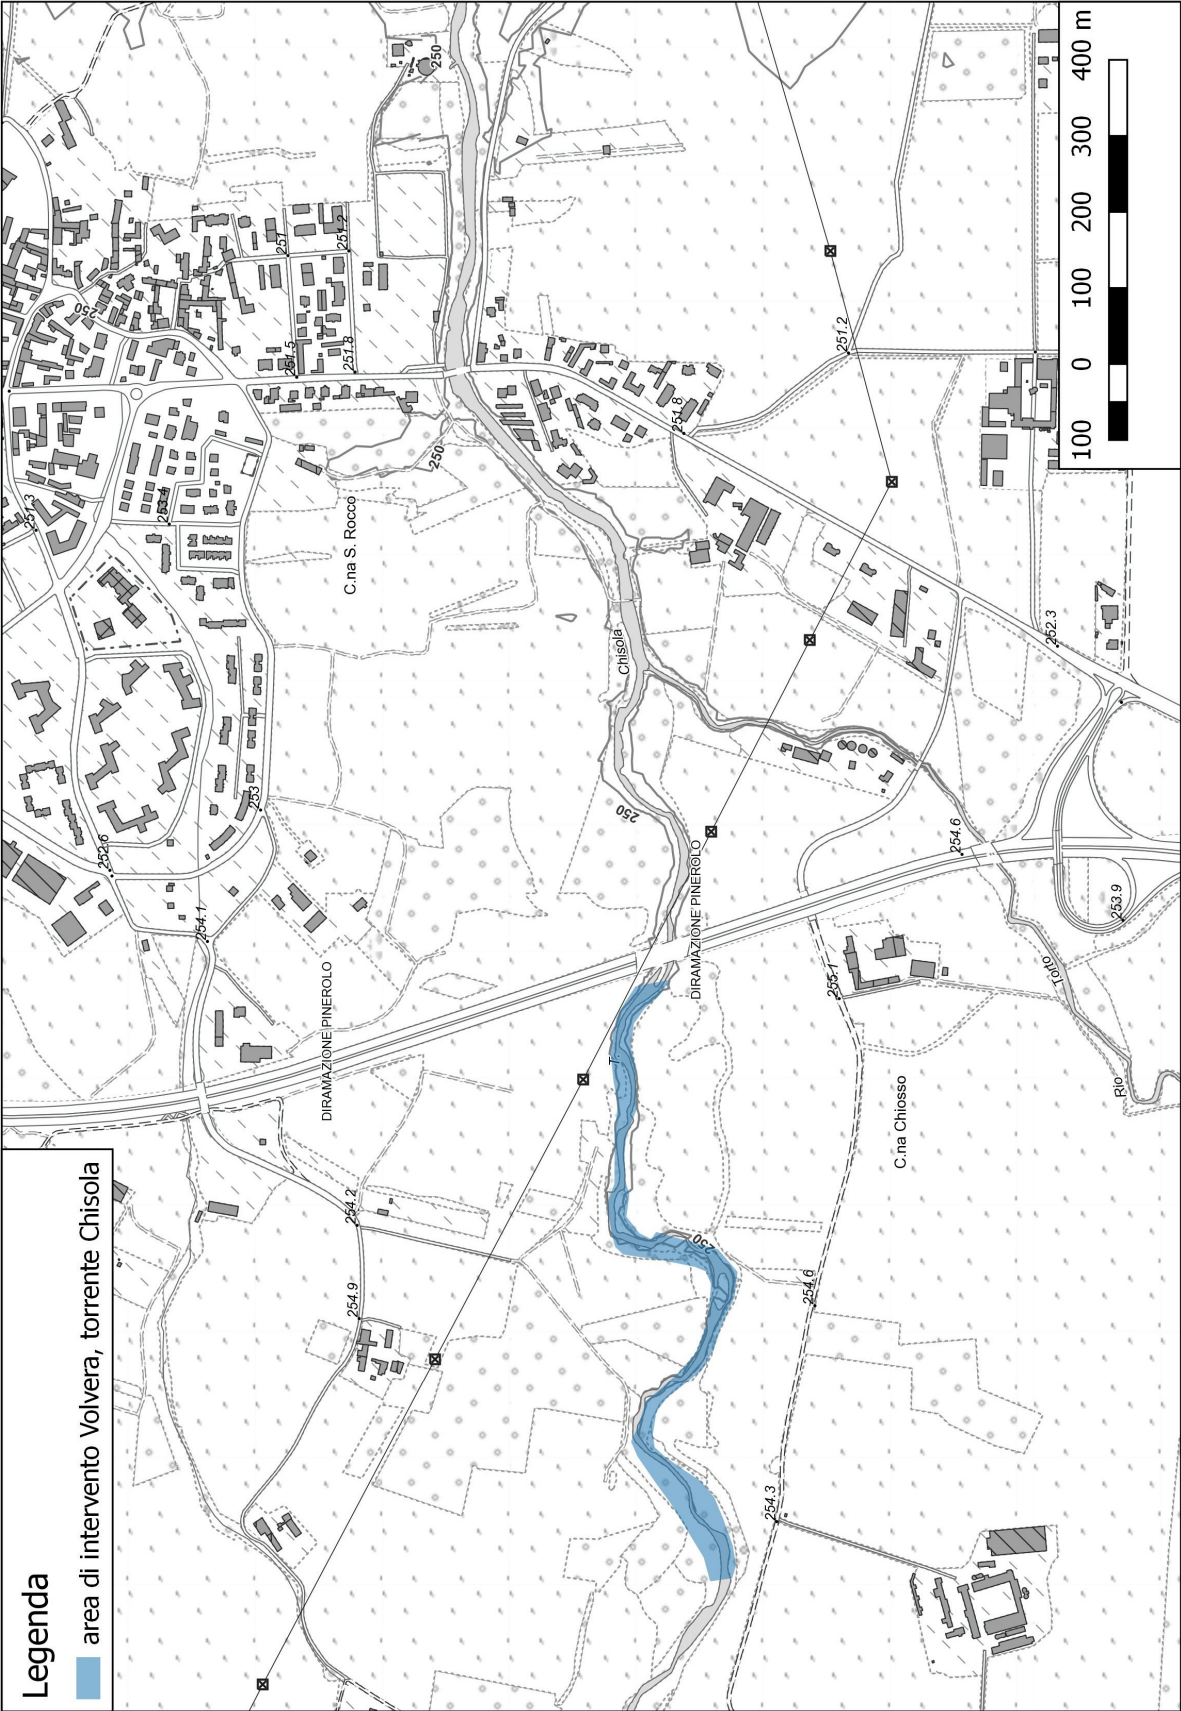 Legenda
area di intervento Volvera, torrente Chisola
100 0 100 200 300 400 m
252.6
251.3
250
253.4
254.1
253
251.5
251
251.8
251.2
250
C.na S. Rocco
250
DIRAMAZIONE PINEROLO
254.2
254.9
Chisola
250
T.
251.8
DIRAMAZIONE PINEROLO
250
251.2
254.6
255.1
254.3
C.na Chiosso
254.6
252.3
253.9
Rio
Torto